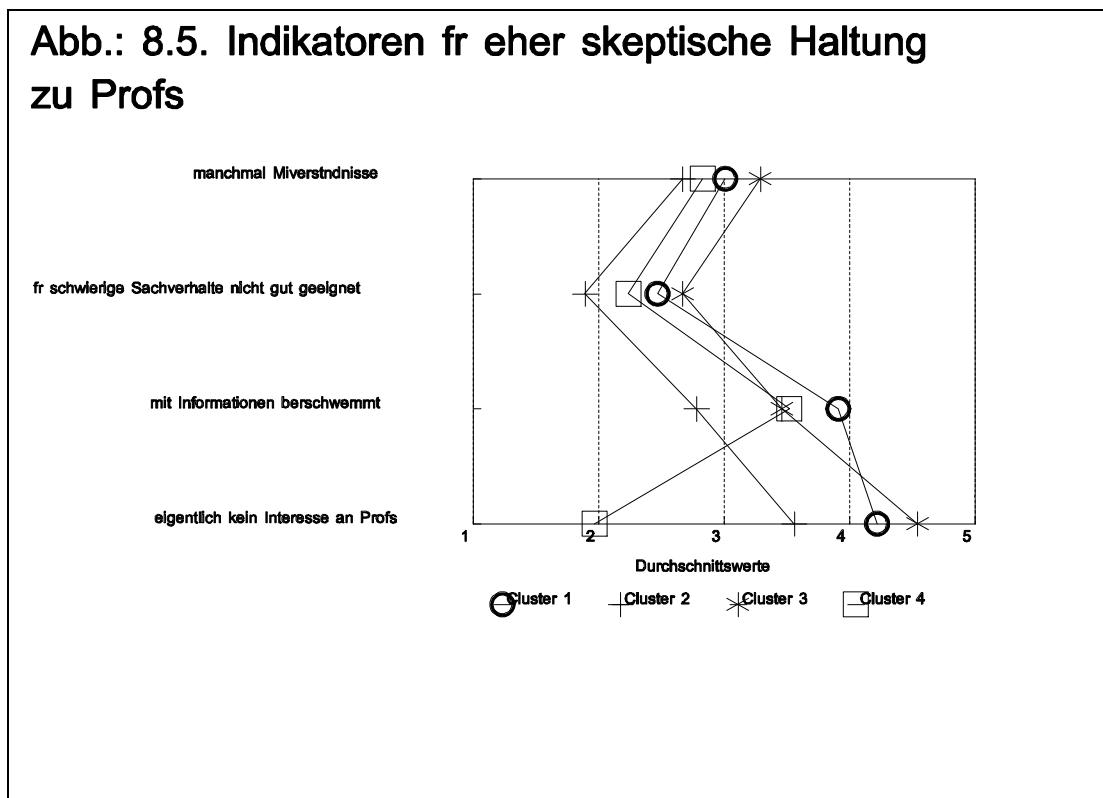 Abb.: 8.5. Indikatoren fr eher skeptische Haltung
zu Profs
manchmal Miverstndnisse
fr schwierige Sachverhalte nicht gut geeignet
mit Informationen berschwemmt
eigentlich kein Interesse an Profs
1 2 3 4 5
Durchschnittswerte
Cluster 1 Cluster 2 Cluster 3 Cluster 4